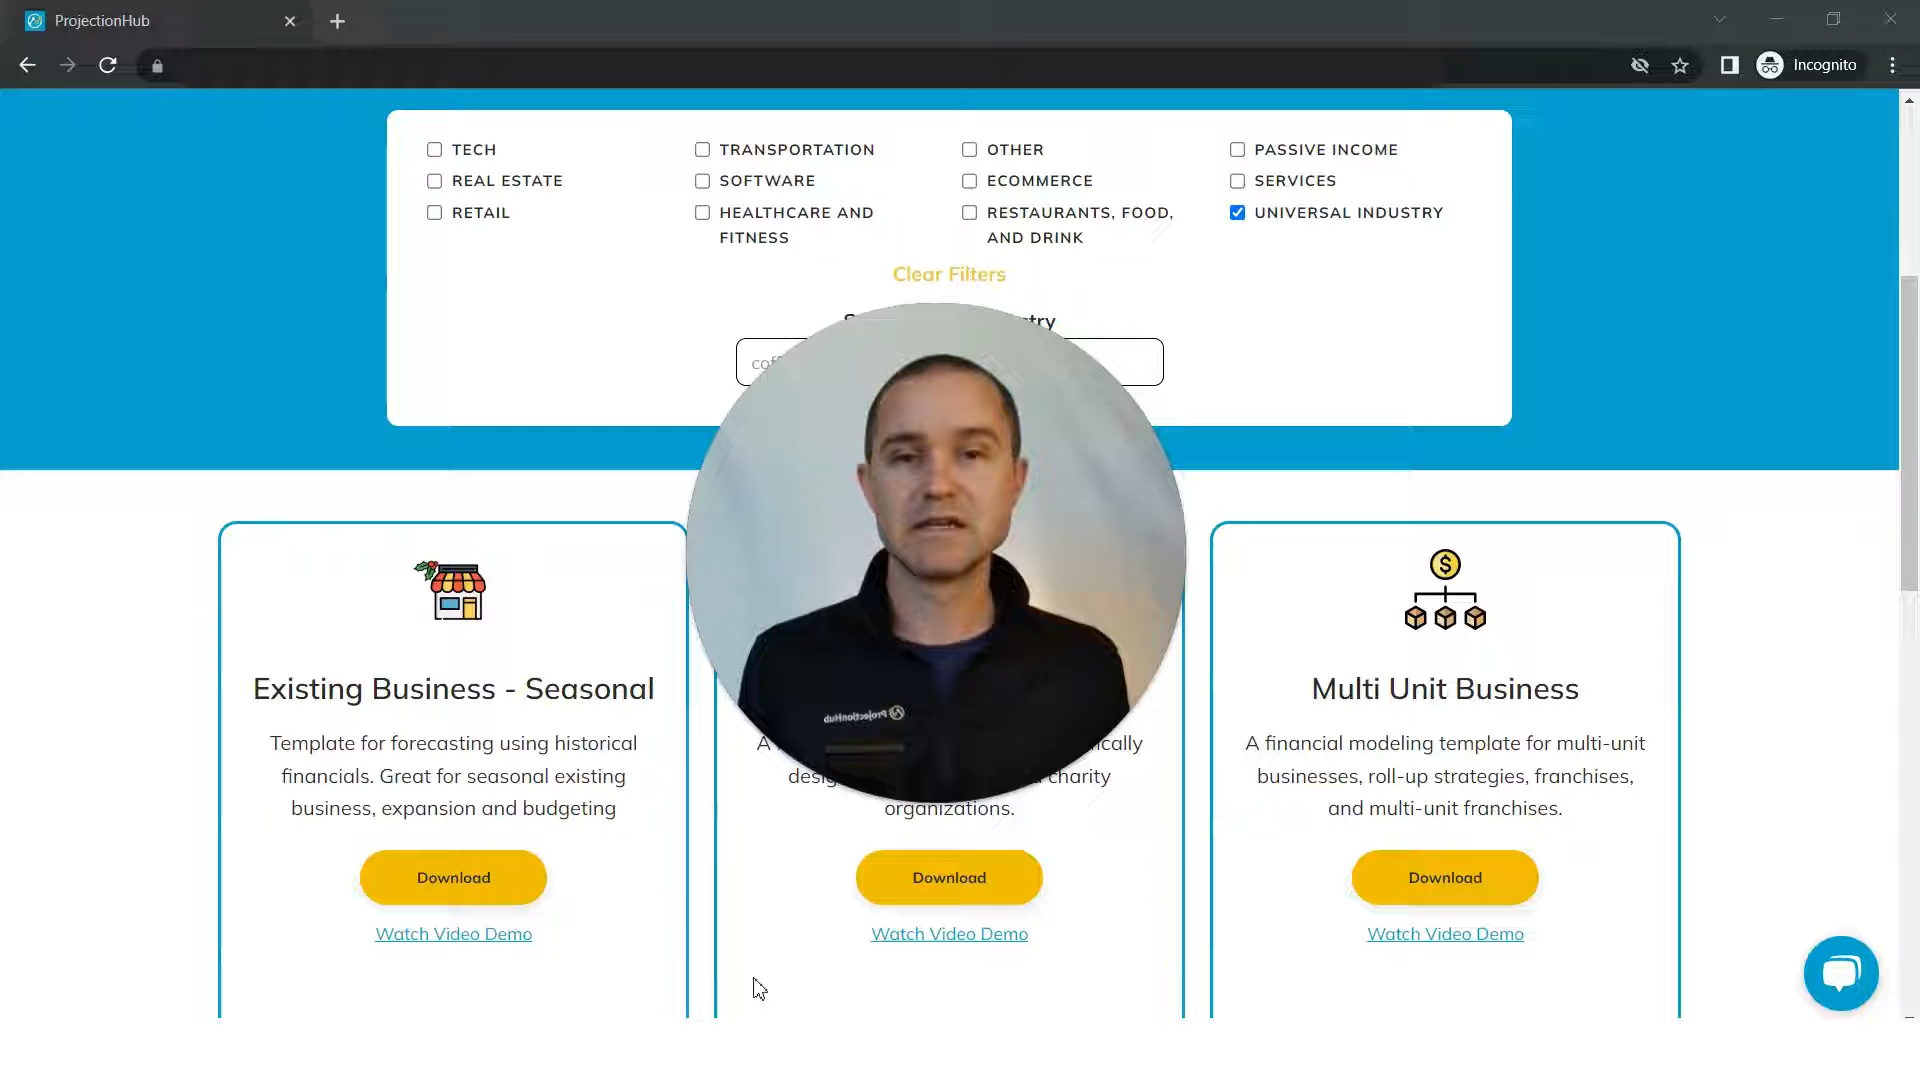 ProjectionHub
Incognito
TECH
TRANSPORTATION
OTHER
PASSIVE INCOME
REAL ESTATE
SOFTWARE
ECOMMERCE
SERVICES
RETAIL
HEALTHCARE AND
FITNESS
RESTAURANTS, FOOD,
AND DRINK
UNIVERSAL INDUSTRY
Clear Filters
Existing Business - Seasonal
Template for forecasting using historical
financials. Great for seasonal existing
business, expansion and budgeting
Download
Watch Video Demo
ProjectionHub
A
charity
organizations.
Download
Watch Video Demo
Multi Unit Business
A financial modeling template for multi-unit
businesses, roll-up strategies, franchises,
and multi-unit franchises.
Download
Watch Video Demo